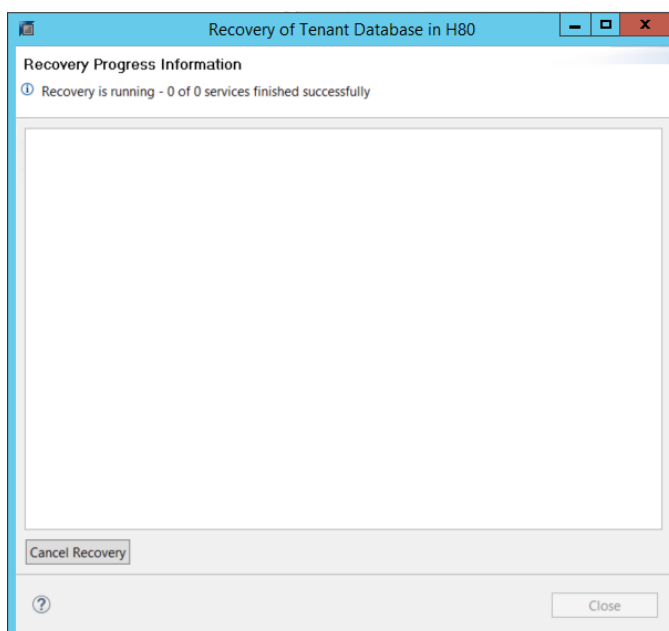 Recovery of Tenant Database in H80
Recovery Progress Information
Recovery is running - 0 of 0 services finished successfully
Cancel Recovery
Close